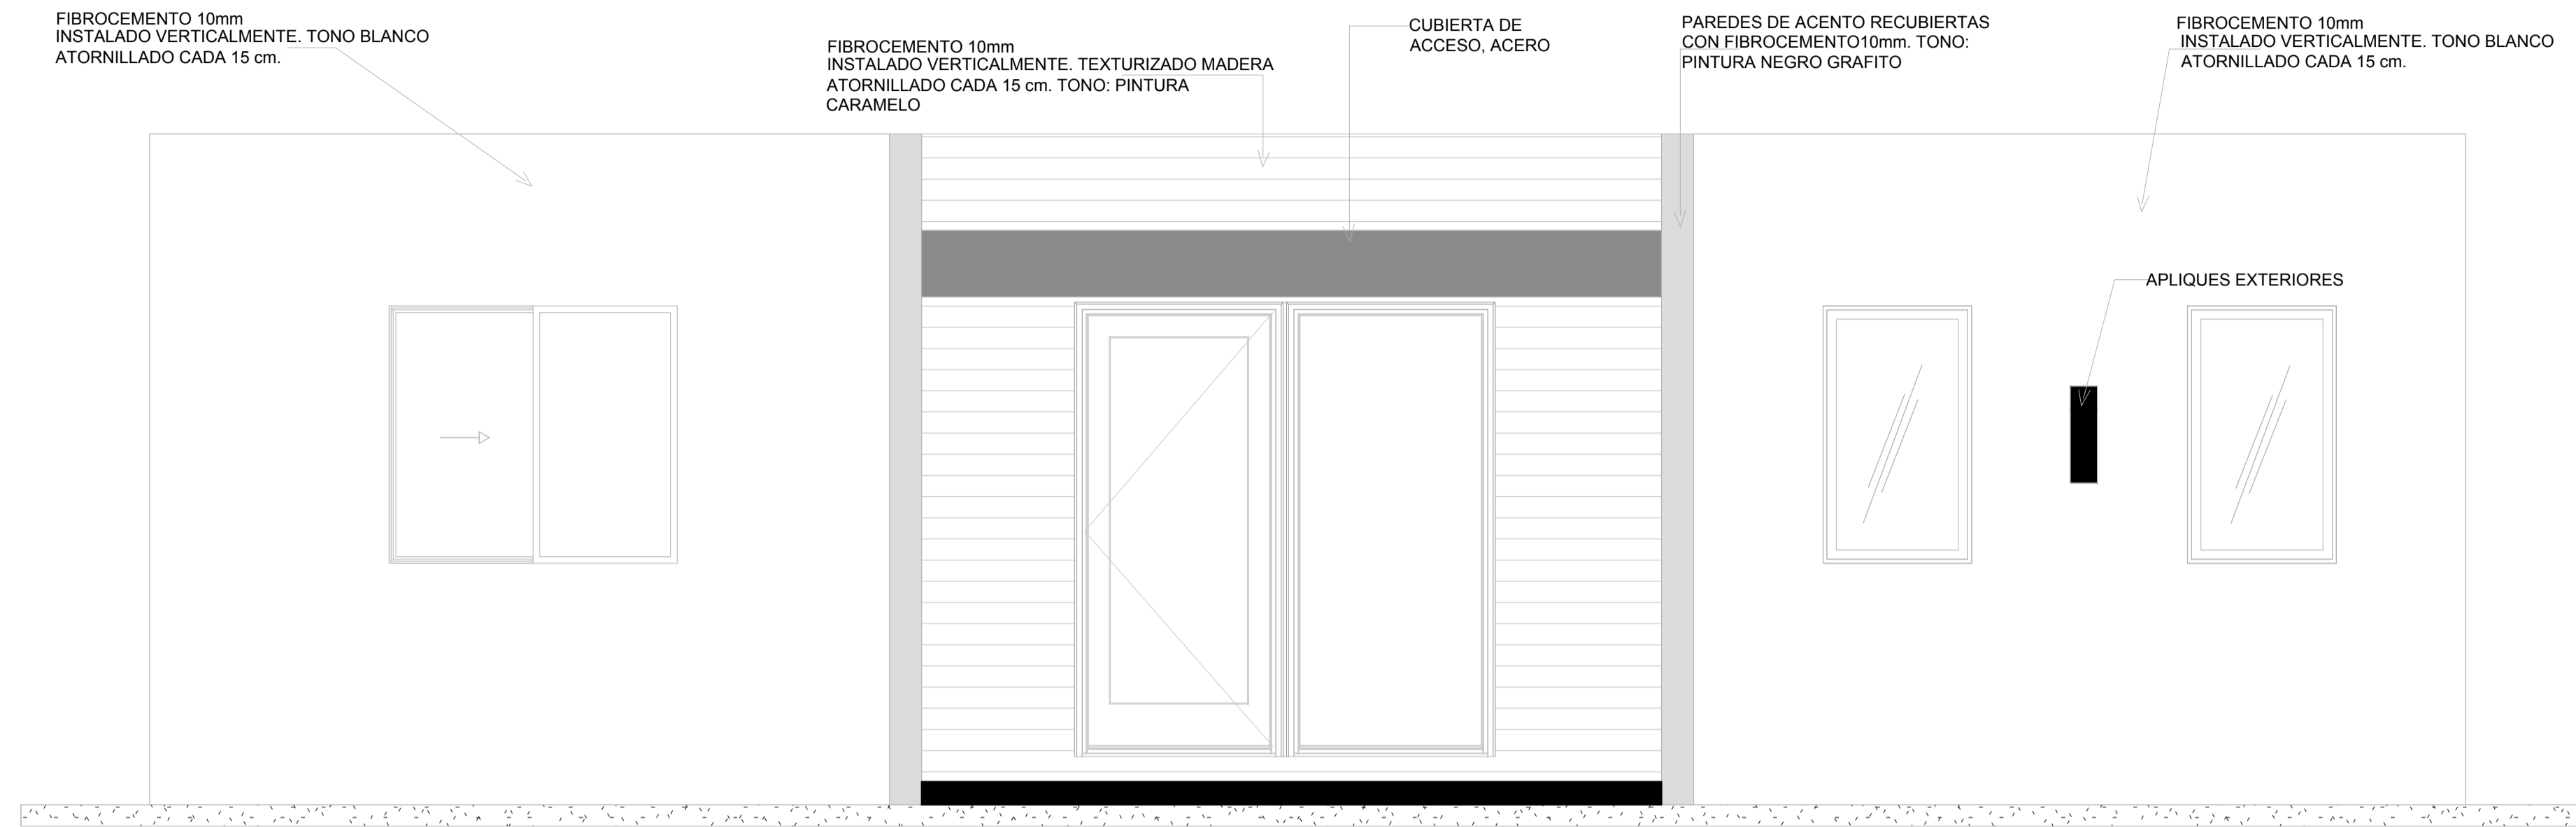 FIBROCEMENTO 10mm
INSTALADO VERTICALMENTE. TONO BLANCO
ATORNILLADO CADA 15 cm.
FIBROCEMENTO 10mm
INSTALADO VERTICALMENTE. TEXTURIZADO MADERA
ATORNILLADO CADA 15 cm. TONO: PINTURA
CARAMELO
CUBIERTA DE
ACCESO, ACERO
PAREDES DE ACENTO RECUBIERTAS
CON FIBROCEMENTO10mm. TONO:
PINTURA NEGRO GRAFITO
FIBROCEMENTO 10mm
INSTALADO VERTICALMENTE. TONO BLANCO
ATORNILLADO CADA 15 cm.
APLIQUES EXTERIORES